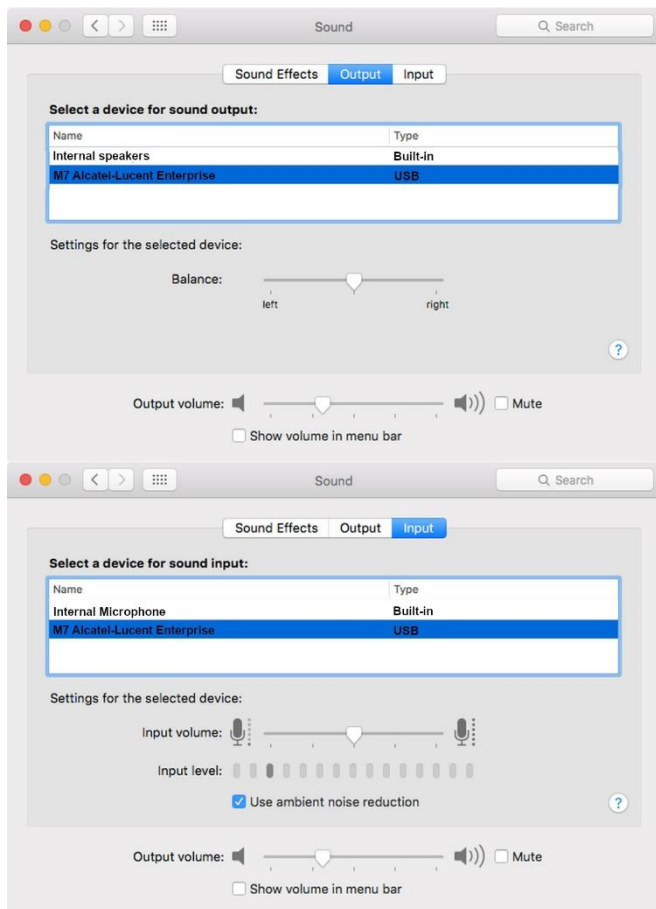 Sound
Search
Sound Effects Output Input
Select a device for sound output:
Name Type
Internal speakers Built-in
M7 Alcatel-Lucent Enterprise USB
Settings for the selected device:
Balance:
left right
?
Output volume: Mute
Show volume in menu bar
Sound
Search
Sound Effects Output Input
Select a device for sound input:
Name Type
Internal Microphone Built-in
M7 Alcatel-Lucent Enterprise USB
Settings for the selected device:
Input volume:
Input level:
Use ambient noise reduction
?
Output volume: Mute
Show volume in menu bar